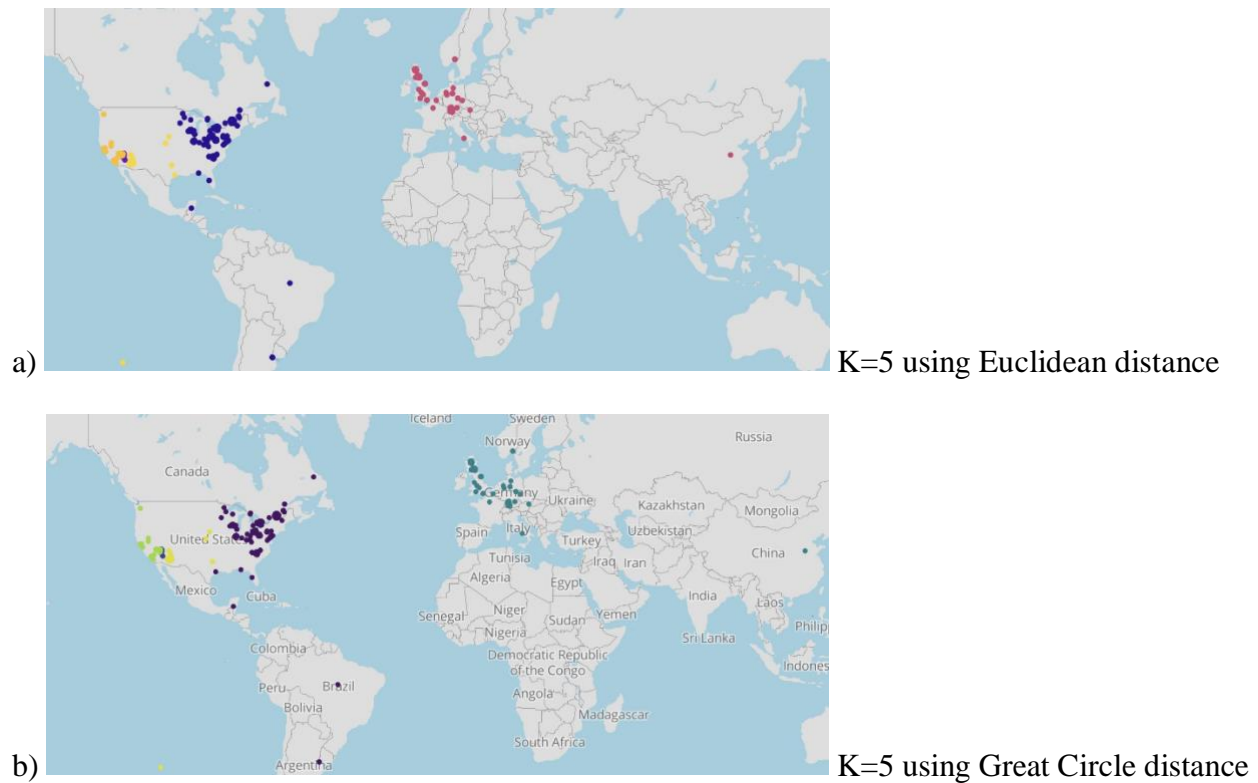 a)
K=5 using Euclidean distance
Iceland
Sweden
Norway
Russia
Canada
Germany
Ukraine
Kazakhstan
Mongolia
United States
Spain
Italy
Turkey
Uzbekistan
China
Tunisia
Iraq
Iran
Mexico
Cuba
Algeria
Egypt
India
Laos
Senegal
Niger
Sudan
Yemen
Philipp
Nigeria
Sri Lanka
Colombia
Democratic Republic
of the Congo
Indones
Peru
Brazil
Angola
Bolivia
Madagascar
South Africa
Argentina
b)
K=5 using Great Circle distance